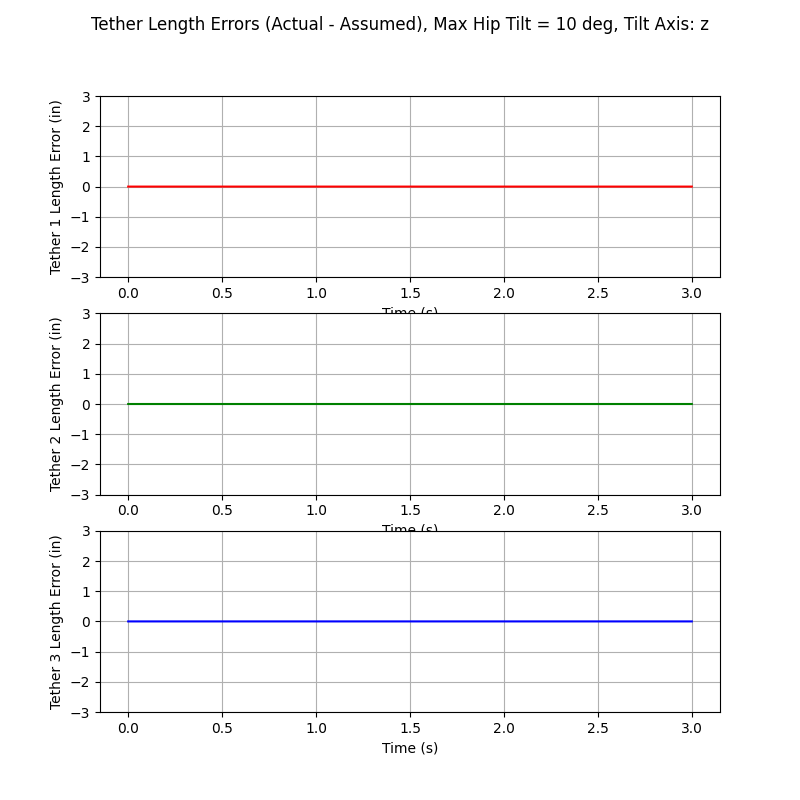 Tether Length Errors (Actual - Assumed), Max Hip Tilt = 10 deg, Tilt Axis: z
Tether 1 Length Error (in)
3
2
1
0
−1
−2
−3
0.0 0.5 1.0 1.5 2.0 2.5 3.0
Time (s)
Tether 2 Length Error (in)
3
2
1
0
−1
−2
−3
0.0 0.5 1.0 1.5 2.0 2.5 3.0
Time (s)
Tether 3 Length Error (in)
3
2
1
0
−1
−2
−3
0.0 0.5 1.0 1.5 2.0 2.5 3.0
Time (s)